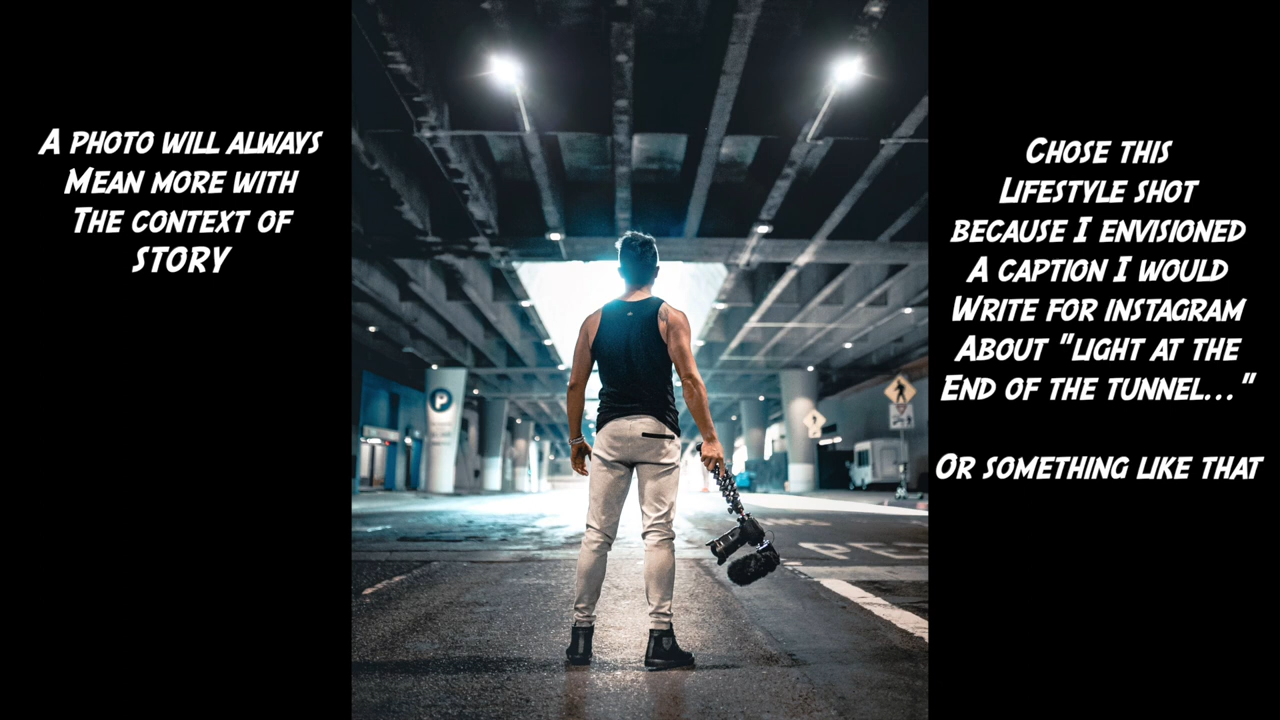 A PHOTO WILL ALWAYS
MEAN MORE WITH
THE CONTEXT OF
STORY
CHOSE THIS
LIFESTYLE SHOT
BECAUSE I ENVISIONED
A CAPTION I WOULD
WRITE FOR INSTAGRAM
ABOUT "LIGHT AT THE
END OF THE TUNNEL..."
OR SOMETHING LIKE THAT
P